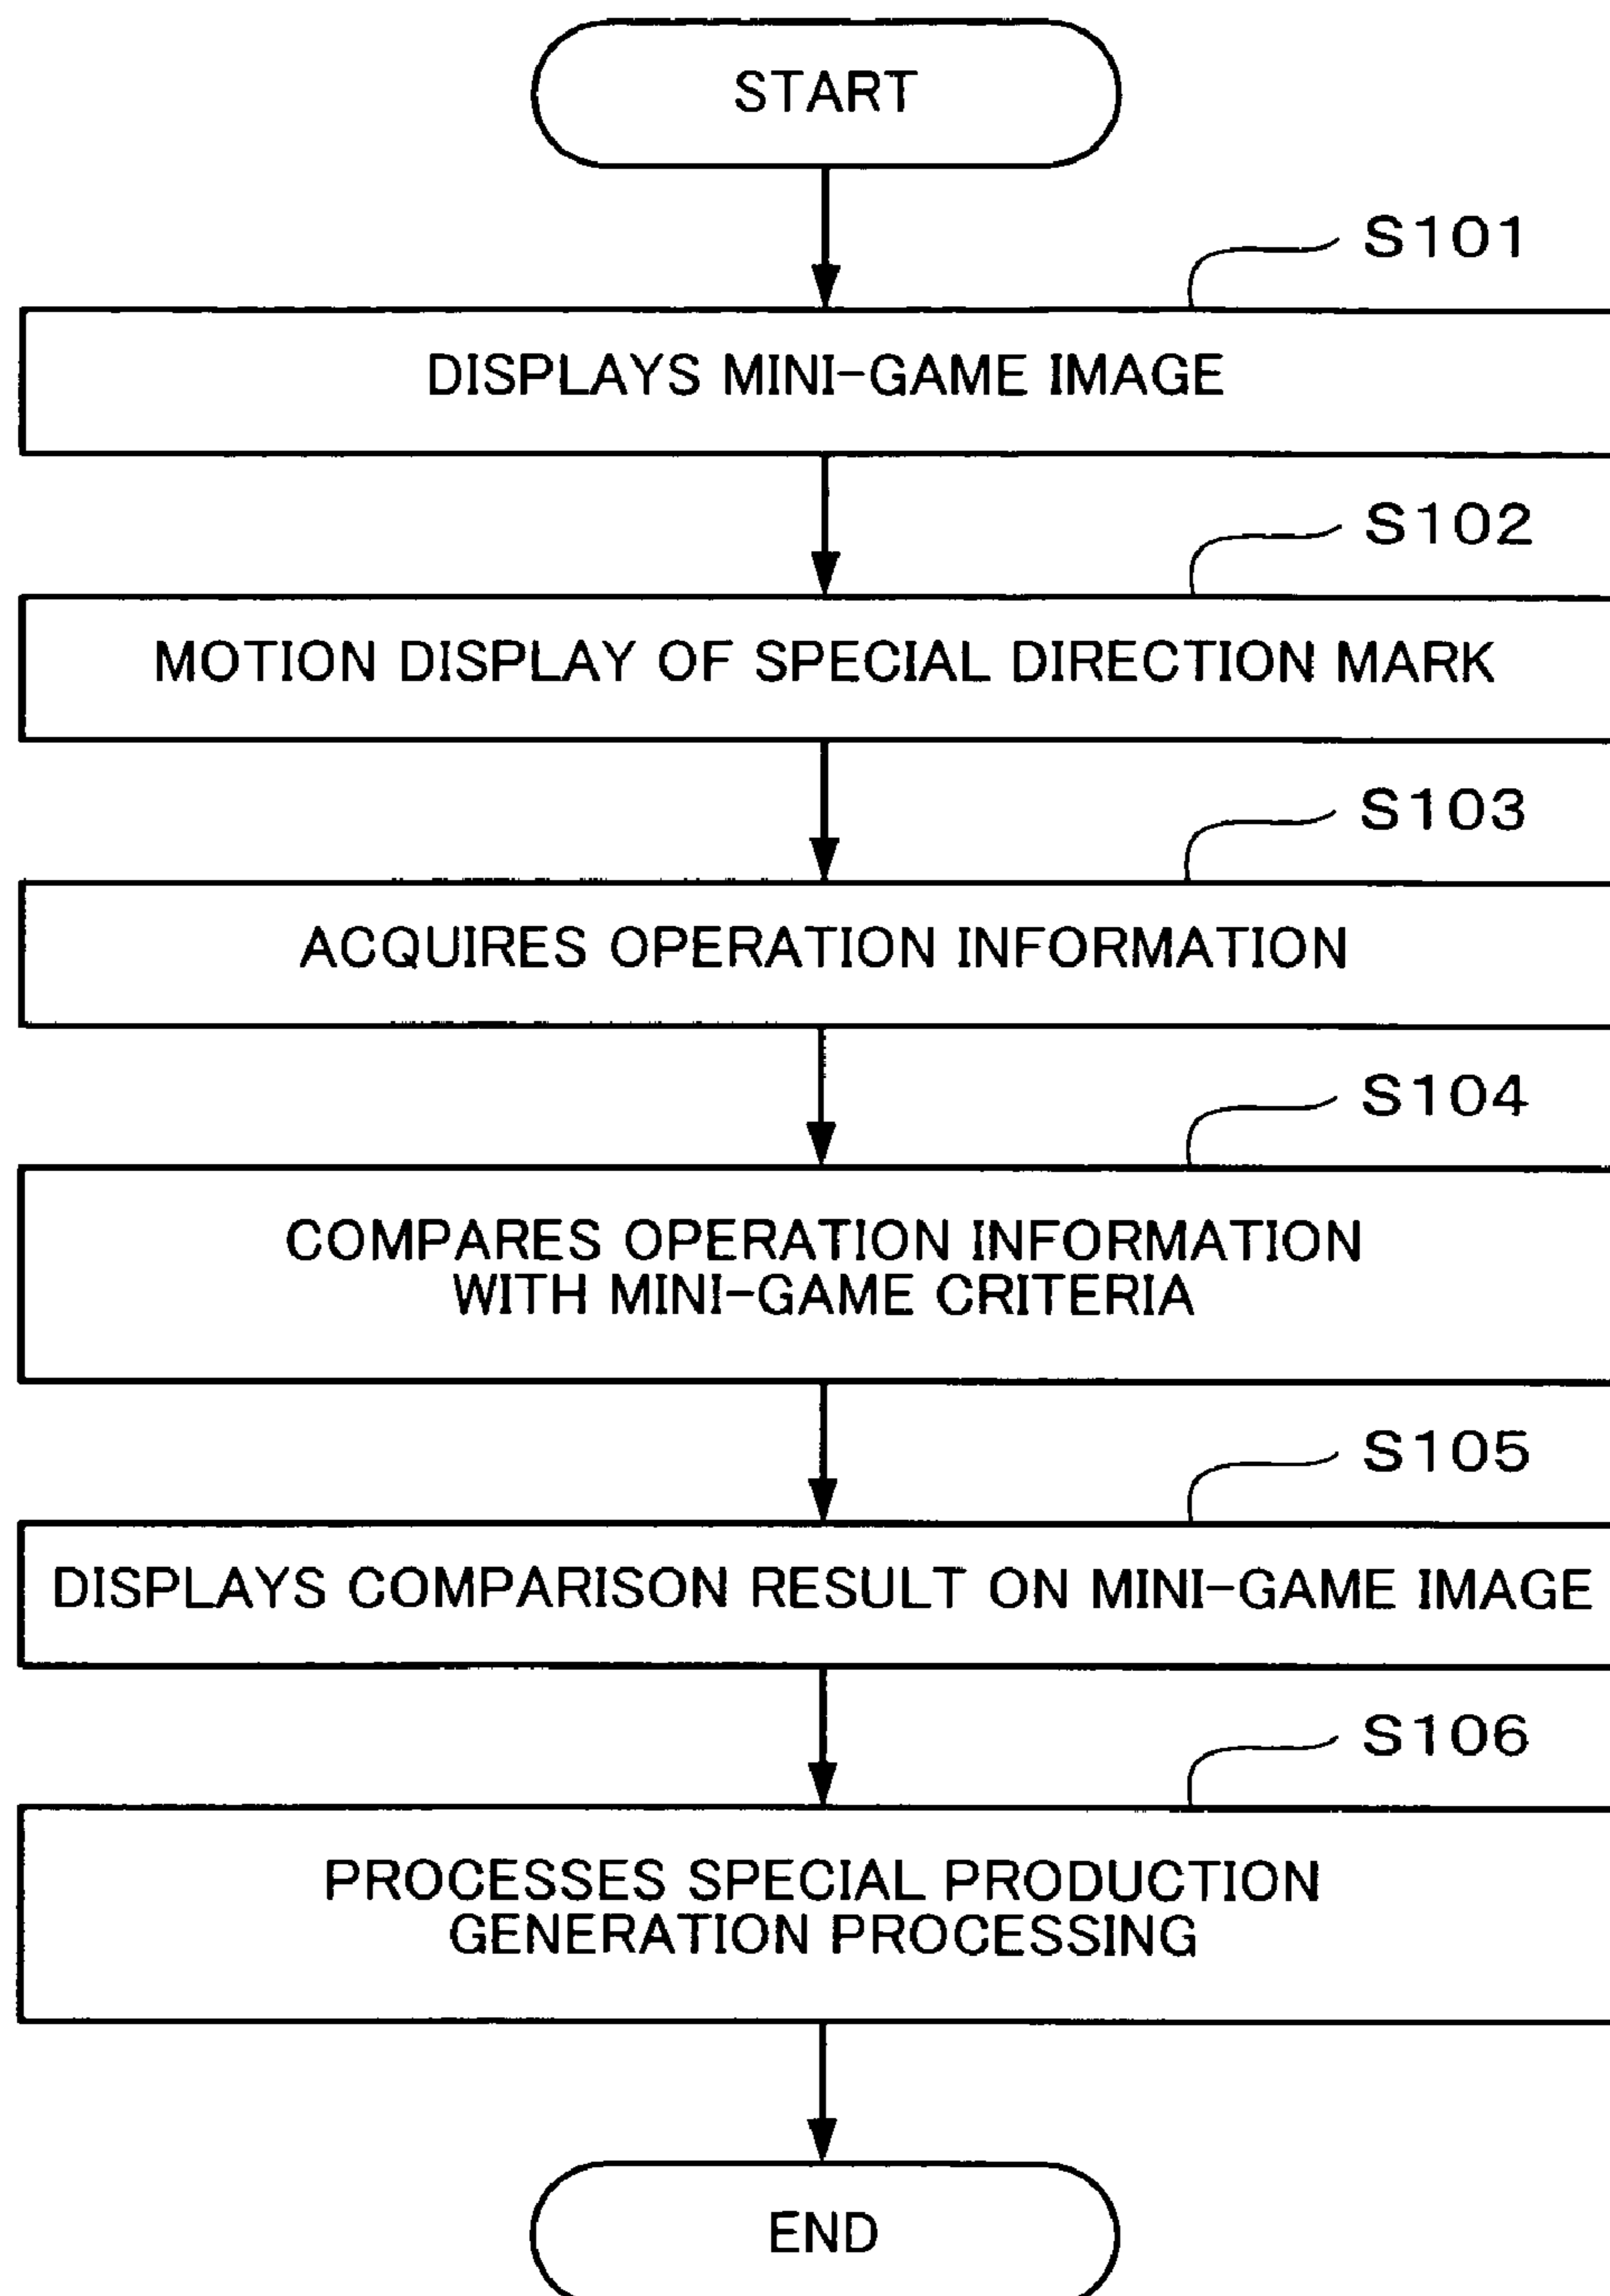 START
S101
DISPLAYS MINI-GAME IMAGE
S102
MOTION DISPLAY OF SPECIAL DIRECTION MARK
S103
ACQUIRES OPERATION INFORMATION
S104
COMPARES OPERATION INFORMATION
WITH MINI-GAME CRITERIA
S105
DISPLAYS COMPARISON RESULT ON MINI-GAME IMAGE
S106
PROCESSES SPECIAL PRODUCTION
GENERATION PROCESSING
END